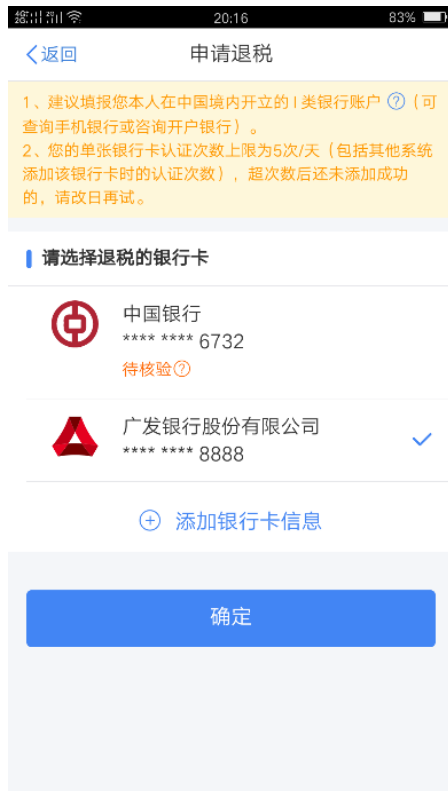 20:16
83%
返回
申请退税
1、建议填报您本人在中国境内开立的I类银行账户 ?(可
查询手机银行或咨询开户银行)。
2、您的单张银行卡认证次数上限为5次/天(包括其他系统
添加该银行卡时的认证次数),超次数后还未添加成功
的,请改日再试。
请选择退税的银行卡
中国银行
**** **** 6732
待核验?
广发银行股份有限公司
**** **** 8888
添加银行卡信息
确定